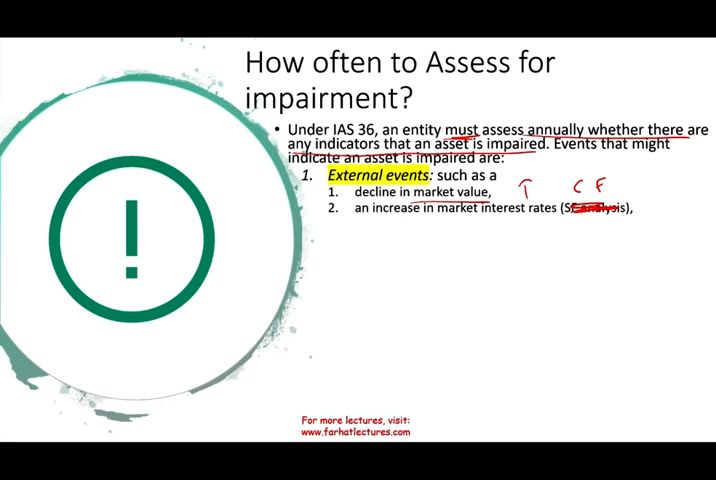 How often to Assess for
impairment?
• Under IAS 36, an entity must assess annually whether there are
any indicators that an asset is impaired. Events that might
indicate an asset is impaired are:
1. External events: such as a
1. decline in market value,
C F
2. an increase in market interest rates (SF analysis),
For more lectures, visit:
www.farhatlectures.com